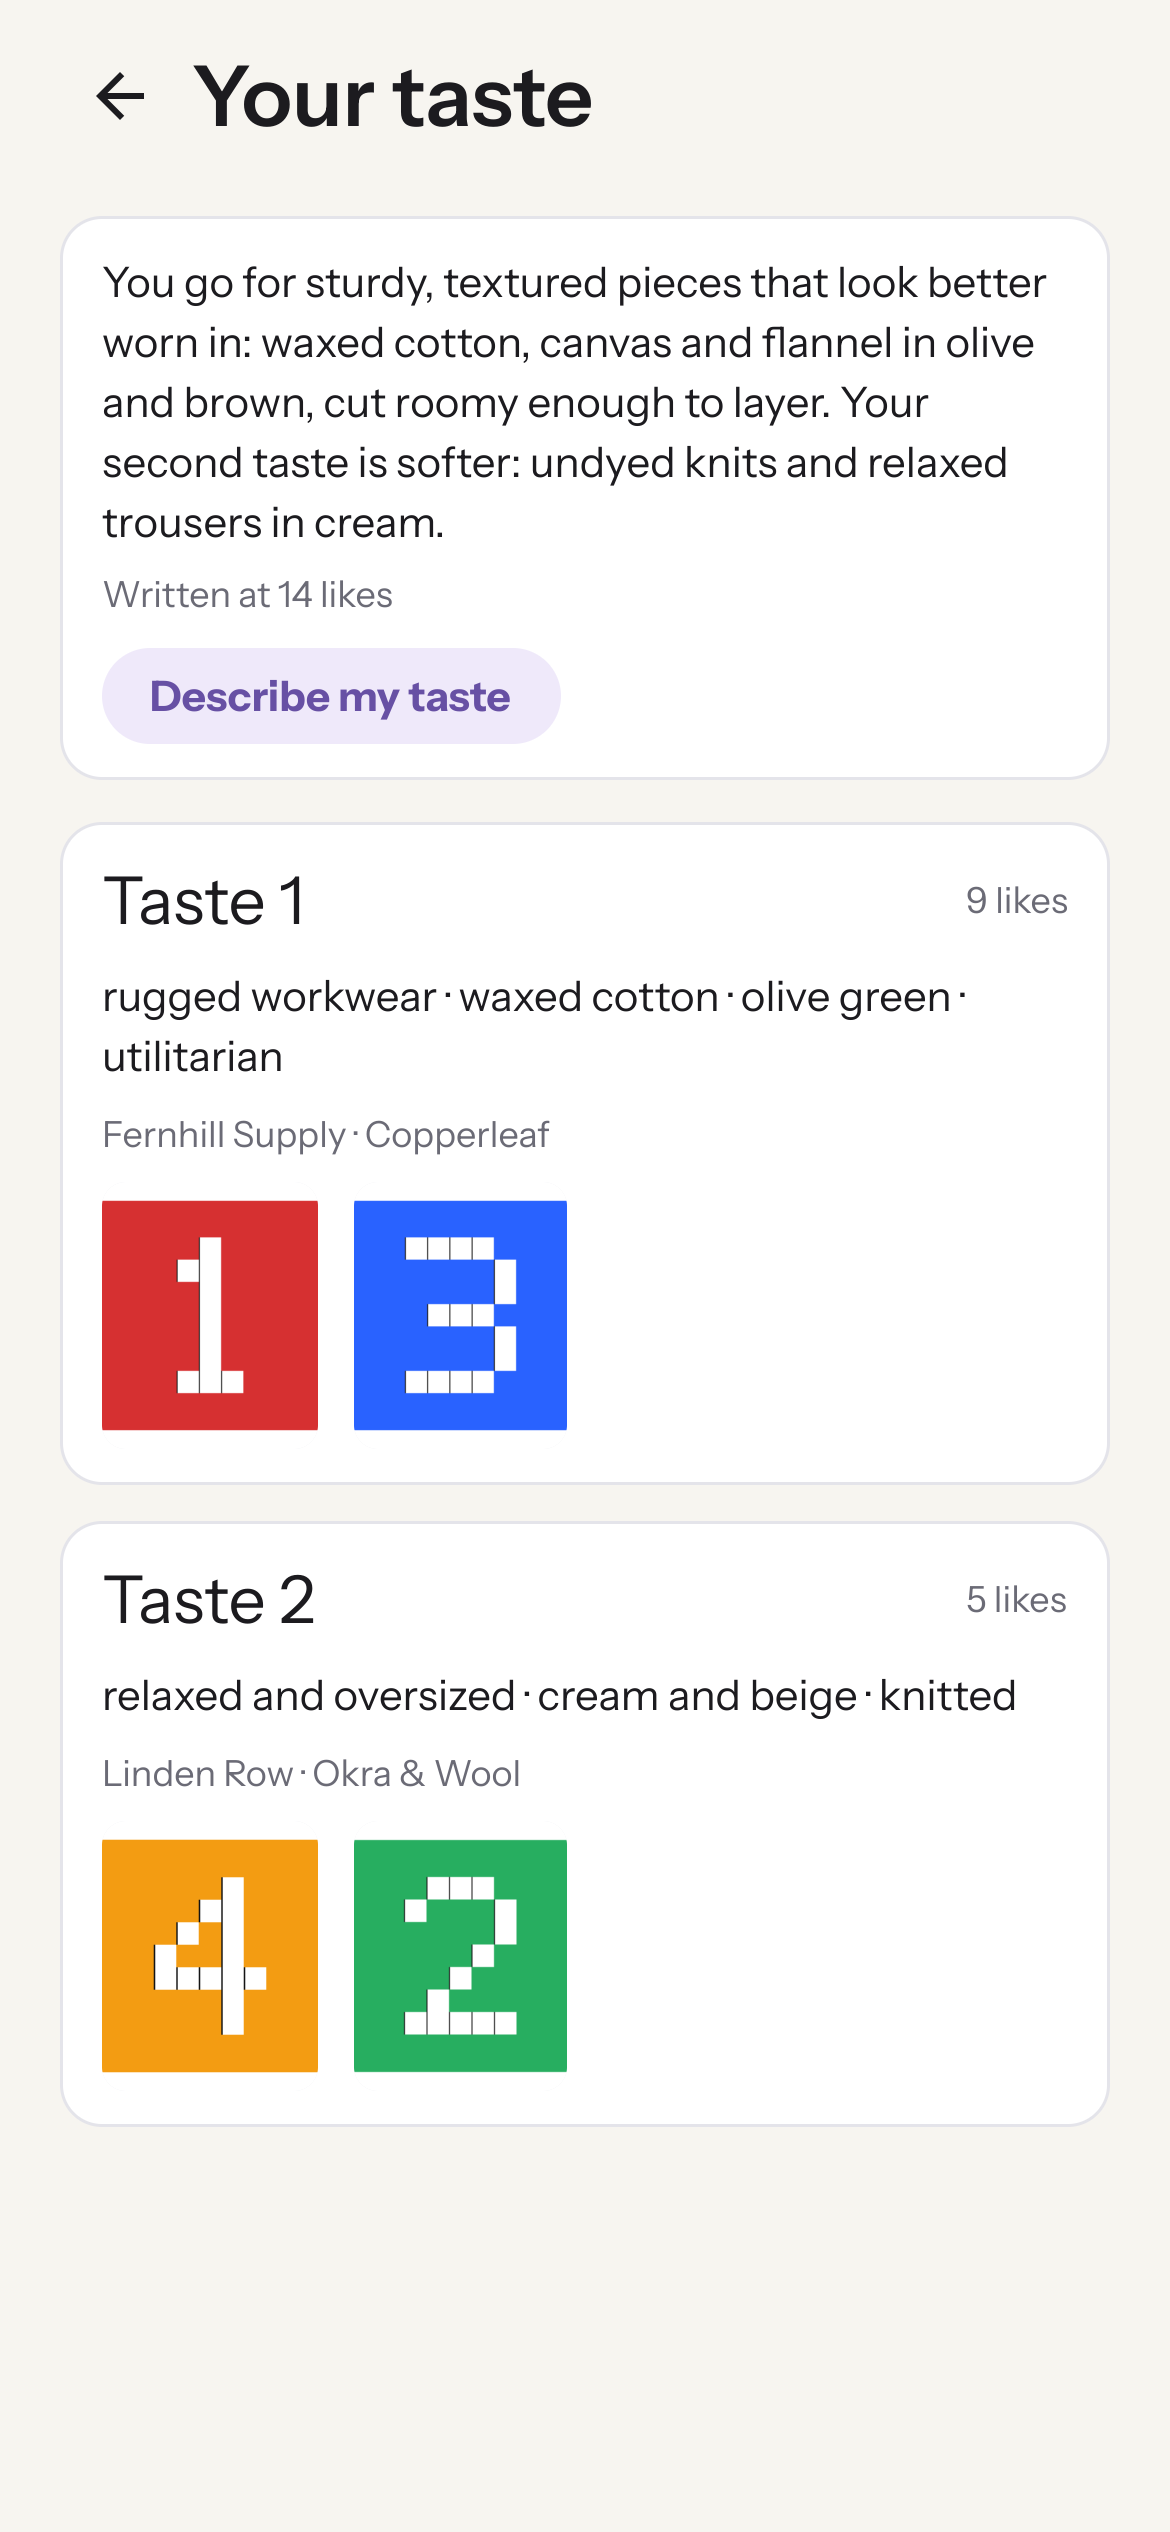 Your taste
You go for sturdy, textured pieces that look better
worn in: waxed cotton, canvas and flannel in olive
and brown, cut roomy enough to layer. Your
second taste is softer: undyed knits and relaxed
trousers in cream.
Written at 14 likes
Describe my taste
Taste 1
9 likes
rugged workwear · waxed cotton · olive green ·
utilitarian
Fernhill Supply · Copperleaf
1
3
Taste 2
5 likes
relaxed and oversized · cream and beige · knitted
Linden Row · Okra & Wool
4
2